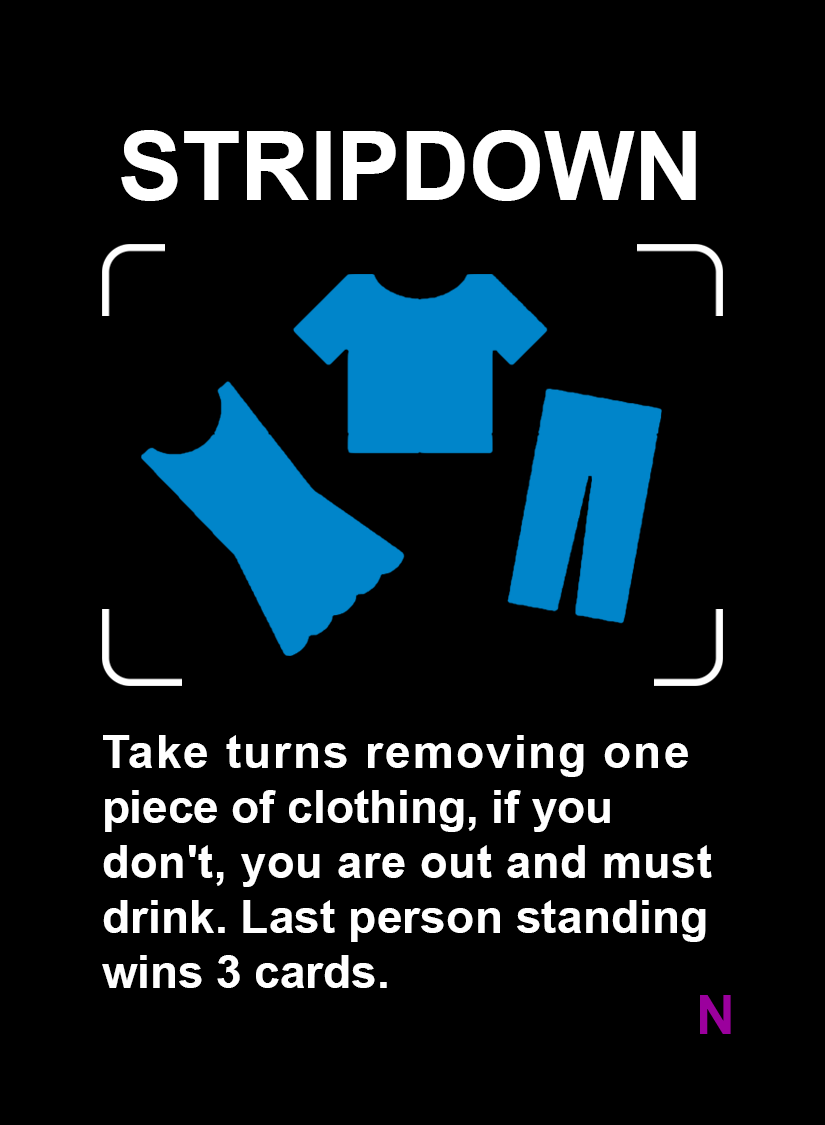 STRIPDOWN
Take turns removing one
piece of clothing, if you
don't, you are out and must
drink. Last person standing
wins 3 cards.
N